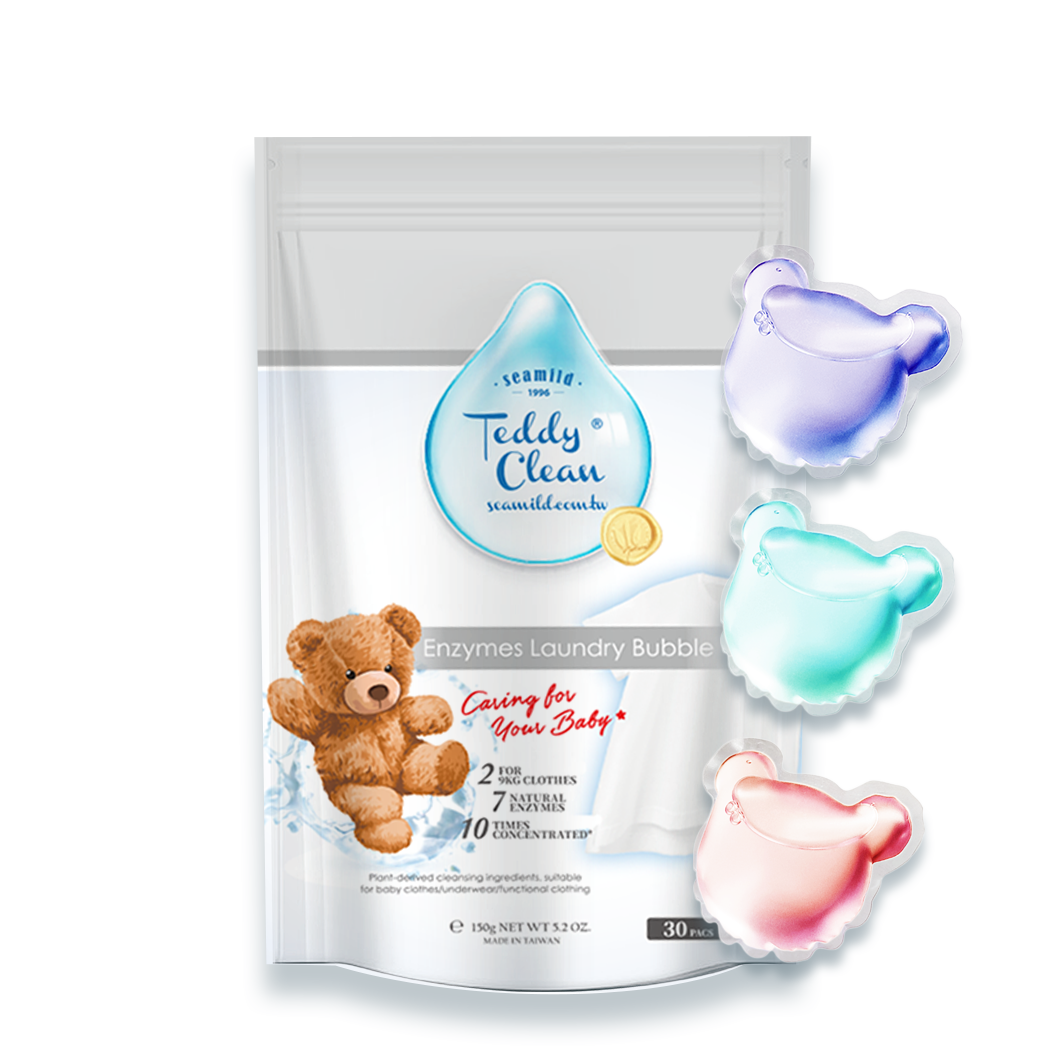 · seamild ·
1996
Teddy ®
Clean
seamild.com.tw
Enzymes Laundry Bubble
Caring for
Your Baby
2 FOR
9KG CLOTHES
7 NATURAL
ENZYMES
10 TIMES
CONCENTRATED*
Plant-derived cleansing ingredients, suitable
for baby clothes/underwear/functional clothing
℮ 150g NET WT 5.2 OZ.
MADE IN TAIWAN
30 PACS